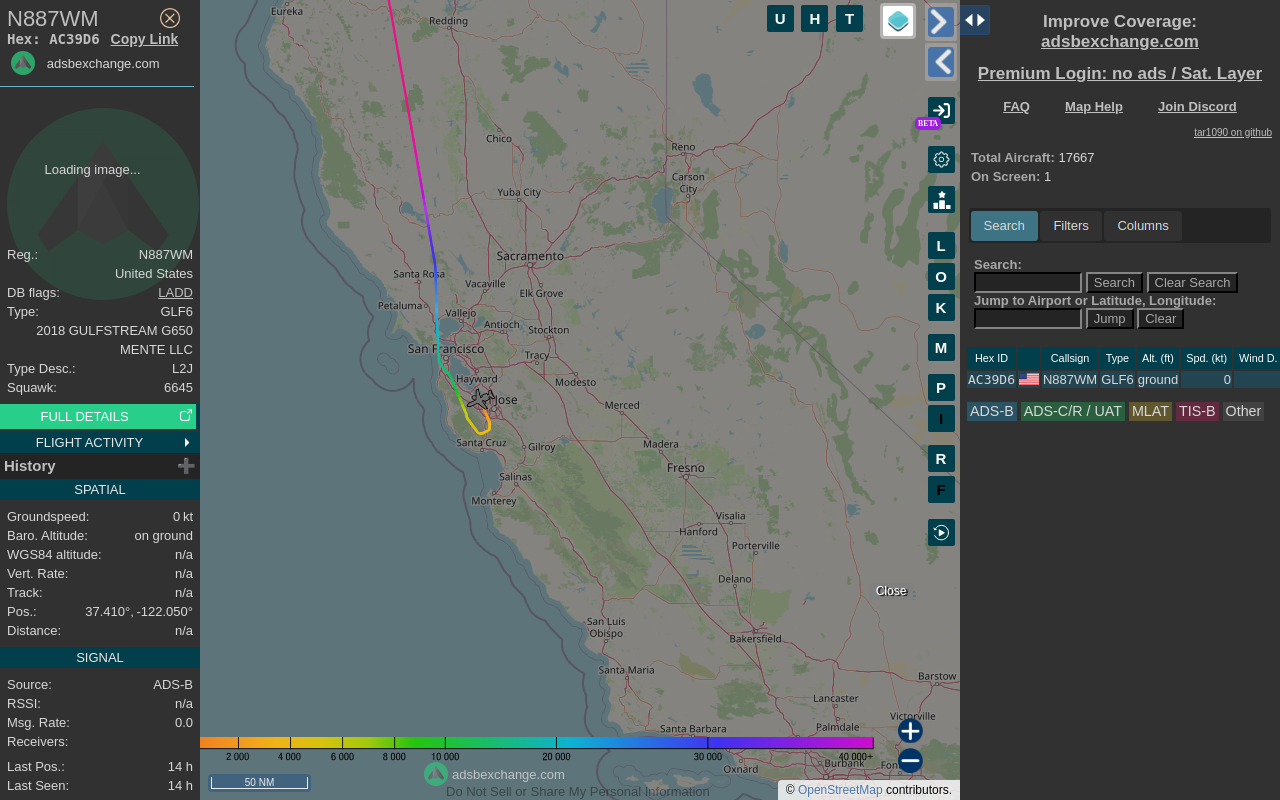 N887WM
Hex: AC39D6 Copy Link
adsbexchange.com
Loading image...
Reg.: N887WM
United States
DB flags: LADD
Type: GLF6
2018 GULFSTREAM G650
MENTE LLC
Type Desc.: L2J
Squawk: 6645
FULL DETAILS
FLIGHT ACTIVITY
History
SPATIAL
Groundspeed: 0 kt
Baro. Altitude: on ground
WGS84 altitude: n/a
Vert. Rate: n/a
Track: n/a
Pos.: 37.410°, -122.050°
Distance: n/a
SIGNAL
Source: ADS-B
RSSI: n/a
Msg. Rate: 0.0
Receivers:
Last Pos.: 14 h
Last Seen: 14 h
Eureka
Redding
Chico
Reno
Carson
City
Yuba City
Sacramento
Santa Rosa
Vacaville
Elk Grove
Petaluma
Vallejo
Antioch
Stockton
San Francisco
Tracy
Hayward
Modesto
Jose
Merced
Santa Cruz
Gilroy
Madera
Salinas
Fresno
Monterey
Visalia
Hanford
Porterville
Delano
San Luis
Obispo
Bakersfield
Santa Maria
Barstow
Lancaster
Victorville
Santa Barbara
Palmdale
Oxnard
Burbank
U H T
BETA
L
O
K
M
P
I
R
F
Close
2 000 4 000 6 000 8 000 10 000 20 000 30 000 40 000+
50 NM
adsbexchange.com
Do Not Sell or Share My Personal Information
© OpenStreetMap contributors.
Improve Coverage:
adsbexchange.com
Premium Login: no ads / Sat. Layer
FAQ Map Help Join Discord
tar1090 on github
Total Aircraft: 17667
On Screen: 1
Search Filters Columns
Search:
Search Clear Search
Jump to Airport or Latitude, Longitude:
Jump Clear
Hex ID Callsign Type Alt. (ft) Spd. (kt) Wind D.
AC39D6 N887WM GLF6 ground 0
ADS-B ADS-C/R / UAT MLAT TIS-B Other